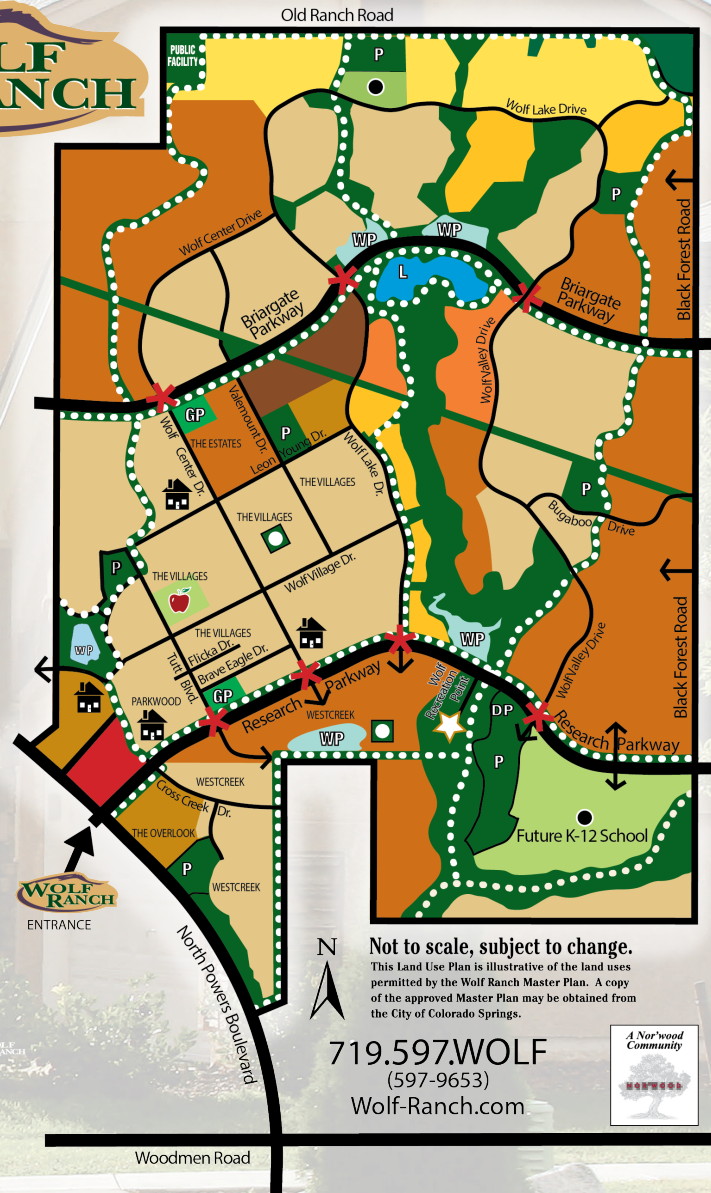 Old Ranch Road
PUBLIC
FACILITY
P
LF
ANCH
Wolf Lake Drive
P
Black Forest Road
Wolf Center Drive
WP
WP
L
Briargate
Parkway
Briargate
Parkway
Wolf Valley Drive
GP
Wolf Center Dr.
THE ESTATES
Valemount Dr.
P
Leon Young Dr.
Wolf Lake Dr.
THE VILLAGES
THE VILLAGES
P
Bugaboo Drive
P
THE VILLAGES
Wolf Village Dr.
THE VILLAGES
Flicka Dr.
Brave Eagle Dr.
Tutt Blvd.
WP
WP
Wolf Valley Drive
Black Forest Road
PARKWOOD
GP
Research Parkway
WESTCREEK
WP
Wolf
Recreation
Point
DP
P
Research Parkway
WESTCREEK
Cross Creek Dr.
THE OVERLOOK
P
WESTCREEK
Future K-12 School
WOLF
RANCH
ENTRANCE
North Powers Boulevard
N
Not to scale, subject to change.
This Land Use Plan is illustrative of the land uses
permitted by the Wolf Ranch Master Plan. A copy
of the approved Master Plan may be obtained from
the City of Colorado Springs.
719.597.WOLF
(597-9653)
Wolf-Ranch.com
A Nor'wood
Community
NOR'WOOD
Woodmen Road